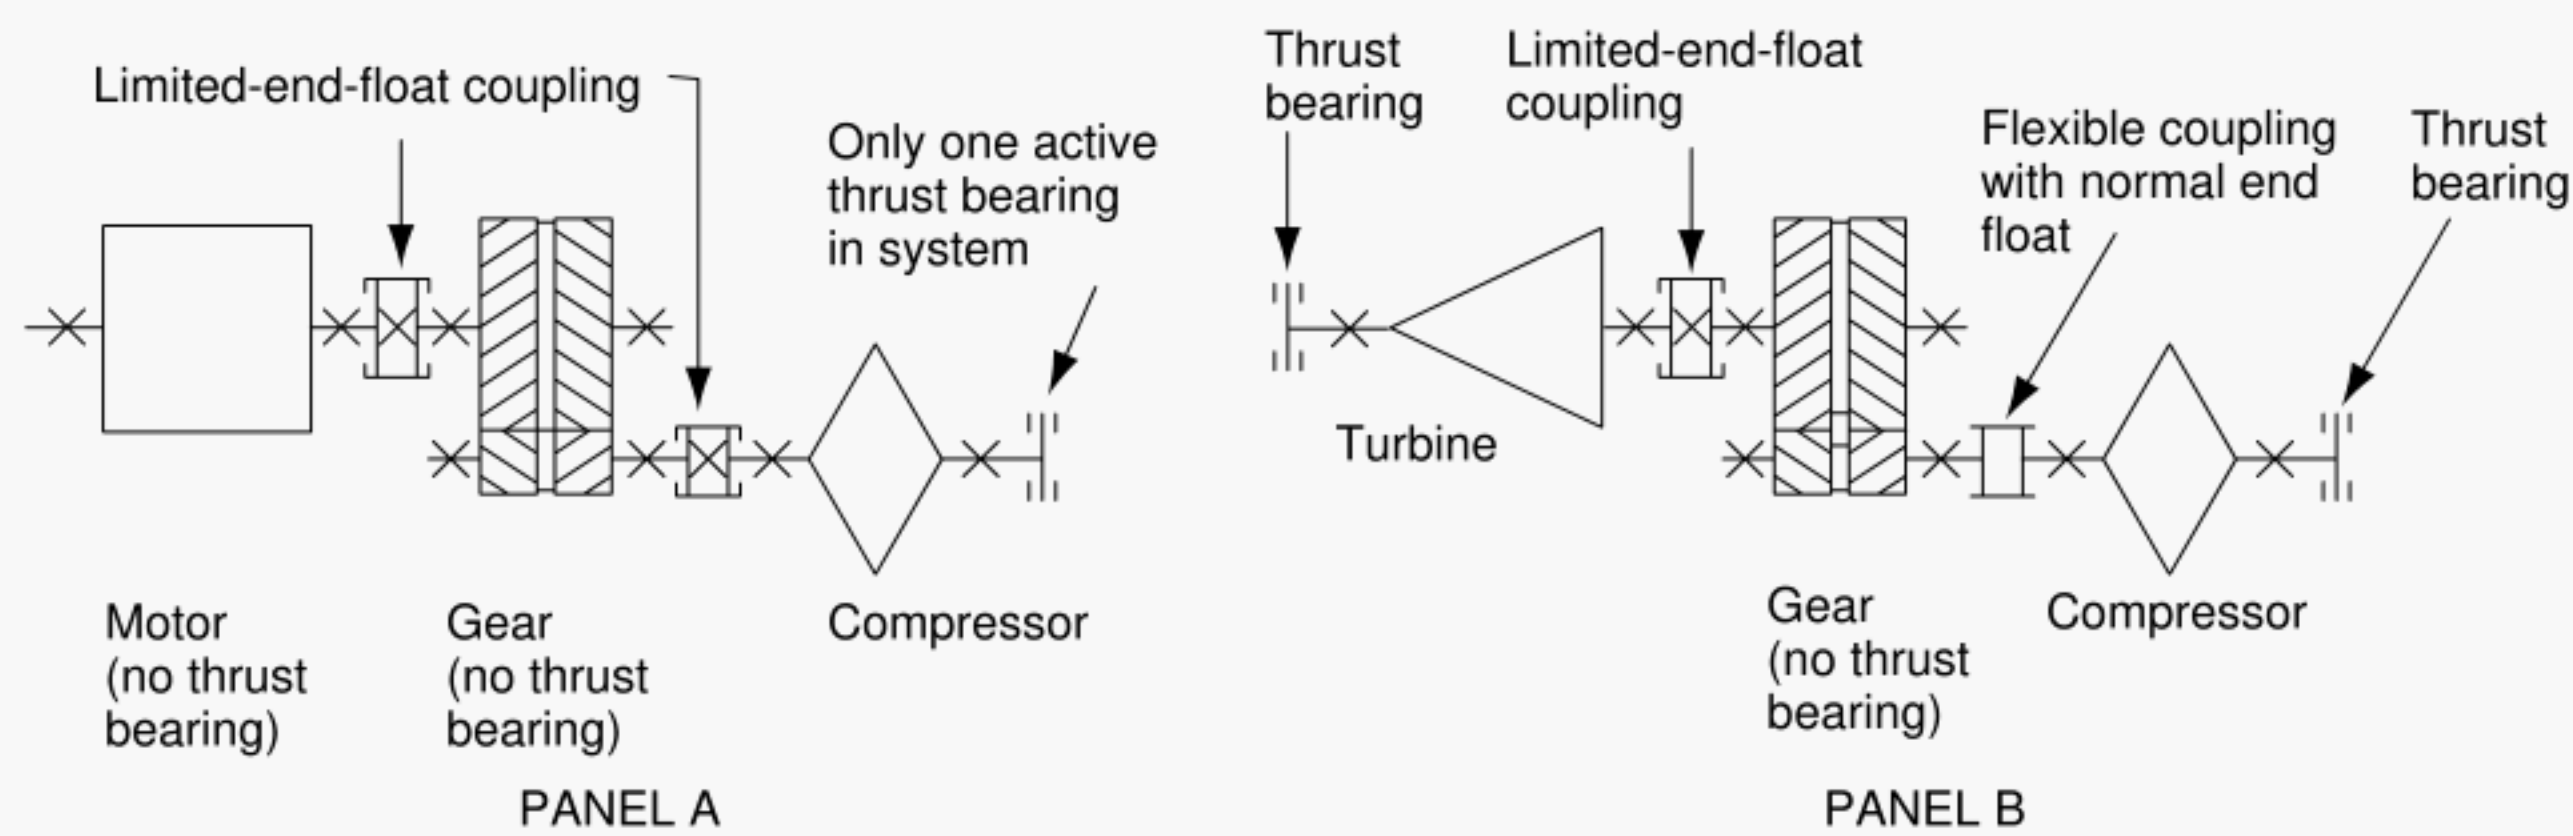 Limited-end-float coupling
Only one active
thrust bearing
in system
Motor
(no thrust
bearing)
Gear
(no thrust
bearing)
Compressor
PANEL A
Thrust
bearing
Limited-end-float
coupling
Flexible coupling
with normal end
float
Thrust
bearing
Turbine
Gear
(no thrust
bearing)
Compressor
PANEL B